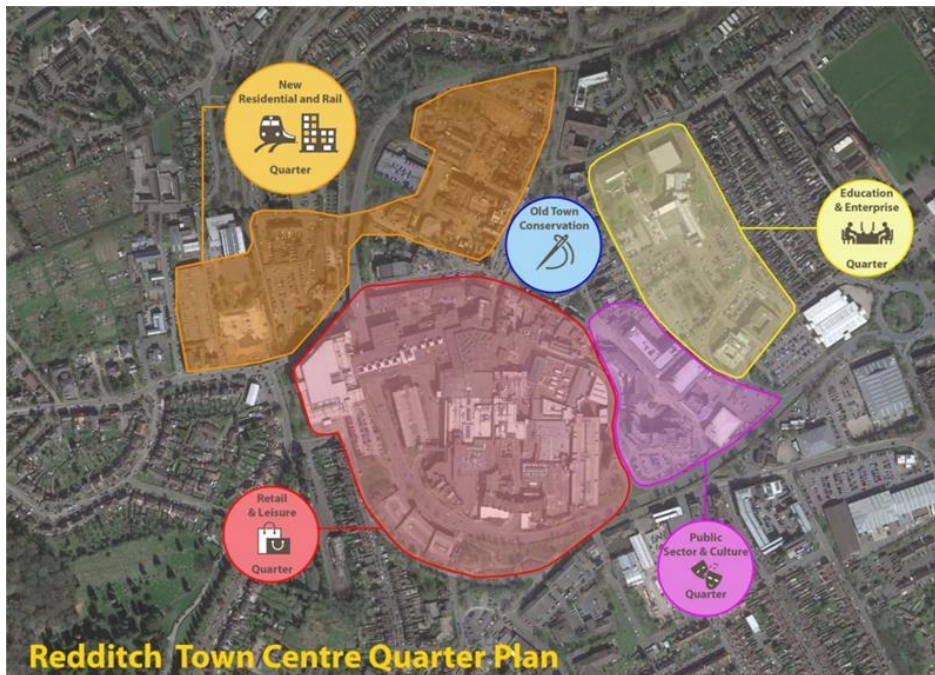 New
Residential and Rail
Quarter
Old Town
Conservation
Education
& Enterprise
Quarter
Retail
& Leisure
Quarter
Public
Sector & Culture
Quarter
Redditch Town Centre Quarter Plan